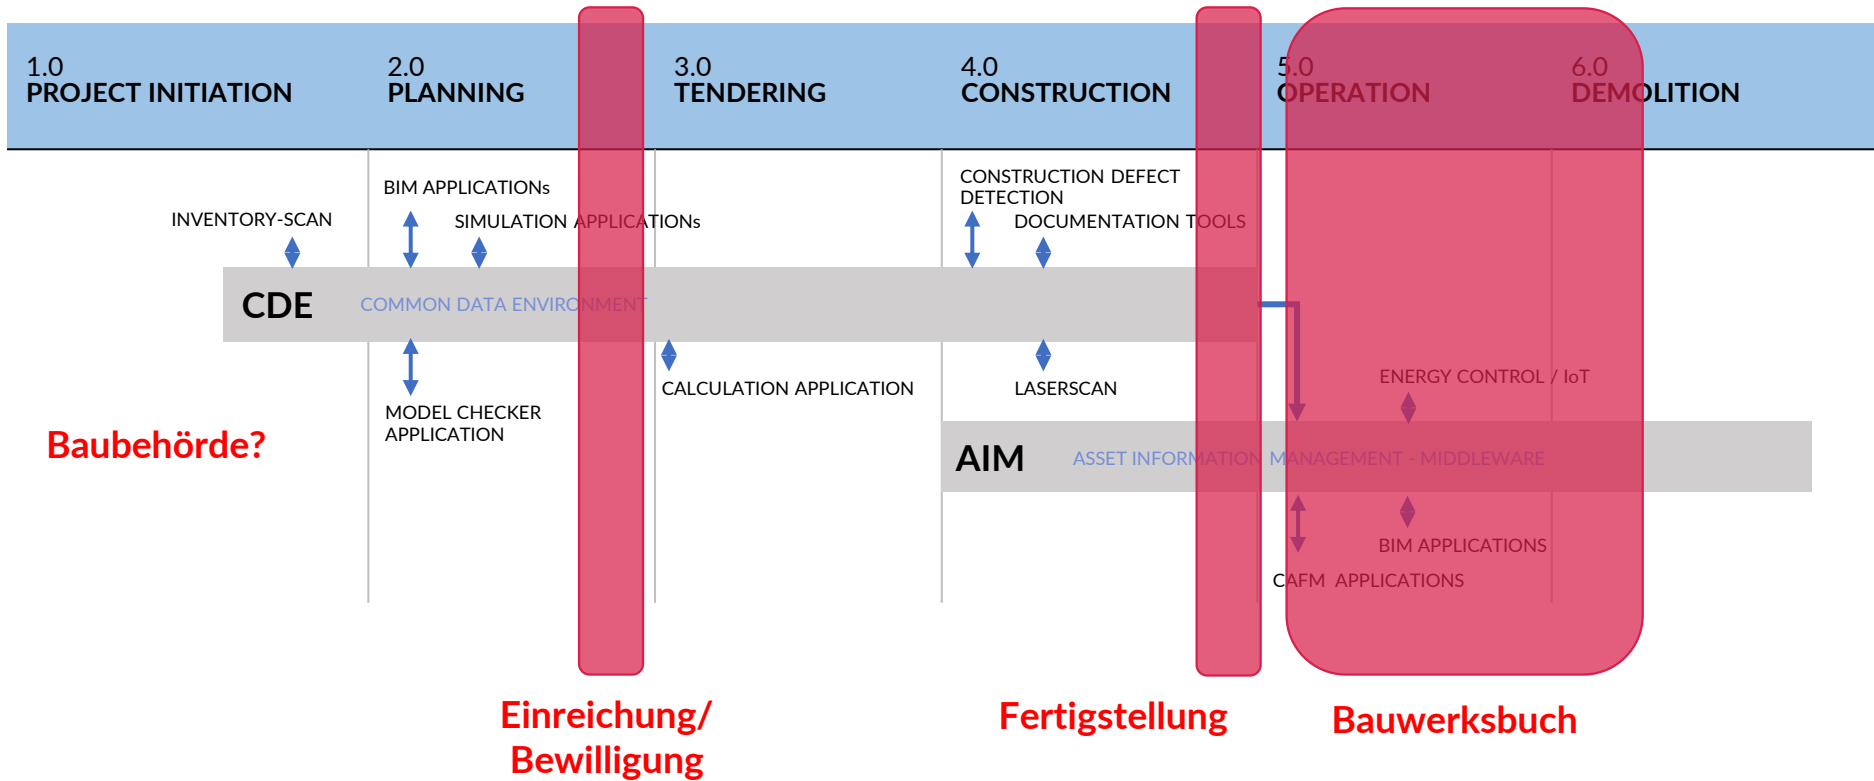 1.0
PROJECT INITIATION
2.0
PLANNING
3.0
TENDERING
4.0
CONSTRUCTION
5.0
OPERATION
6.0
DEMOLITION
BIM APPLICATIONs
INVENTORY-SCAN
SIMULATION APPLICATIONs
CONSTRUCTION DEFECT
DETECTION
DOCUMENTATION TOOLS
CDE
COMMON DATA ENVIRONMENT
CALCULATION APPLICATION
LASERSCAN
ENERGY CONTROL / IoT
MODEL CHECKER
APPLICATION
Baubehörde?
AIM
ASSET INFORMATION MANAGEMENT - MIDDLEWARE
BIM APPLICATIONS
CAFM APPLICATIONS
Einreichung/
Bewilligung
Fertigstellung
Bauwerksbuch